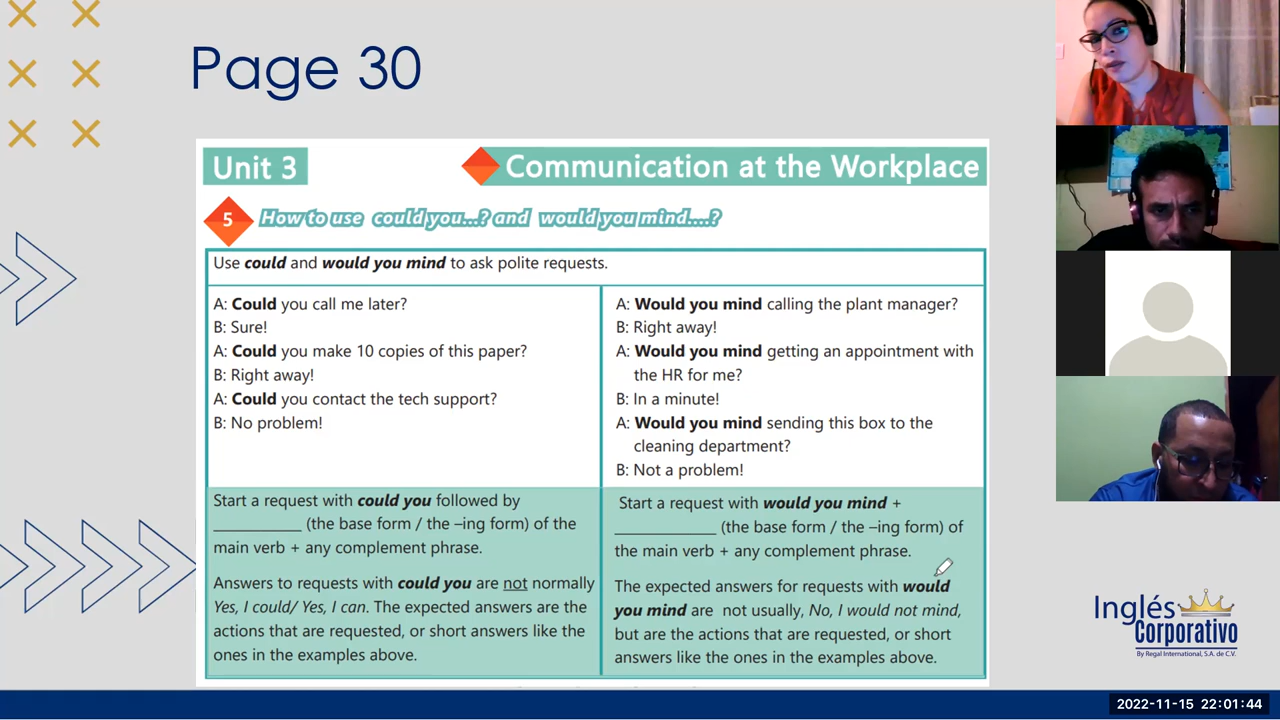 Page 30
Unit 3
Communication at the Workplace
5
How to use could you...? and would you mind....?
Use could and would you mind to ask polite requests.
A: Could you call me later?
B: Sure!
A: Could you make 10 copies of this paper?
B: Right away!
A: Could you contact the tech support?
B: No problem!
A: Would you mind calling the plant manager?
B: Right away!
A: Would you mind getting an appointment with
the HR for me?
B: In a minute!
A: Would you mind sending this box to the
cleaning department?
B: Not a problem!
Start a request with could you followed by
__________ (the base form / the –ing form) of the
main verb + any complement phrase.
Answers to requests with could you are not normally
Yes, I could/ Yes, I can. The expected answers are the
actions that are requested, or short answers like the
ones in the examples above.
Start a request with would you mind +
____________ (the base form / the –ing form) of
the main verb + any complement phrase.
The expected answers for requests with would
you mind are not usually, No, I would not mind,
but are the actions that are requested, or short
answers like the ones in the examples above.
Inglés
Corporativo
By Regal International, S.A. de C.V.
2022-11-15 22:01:44